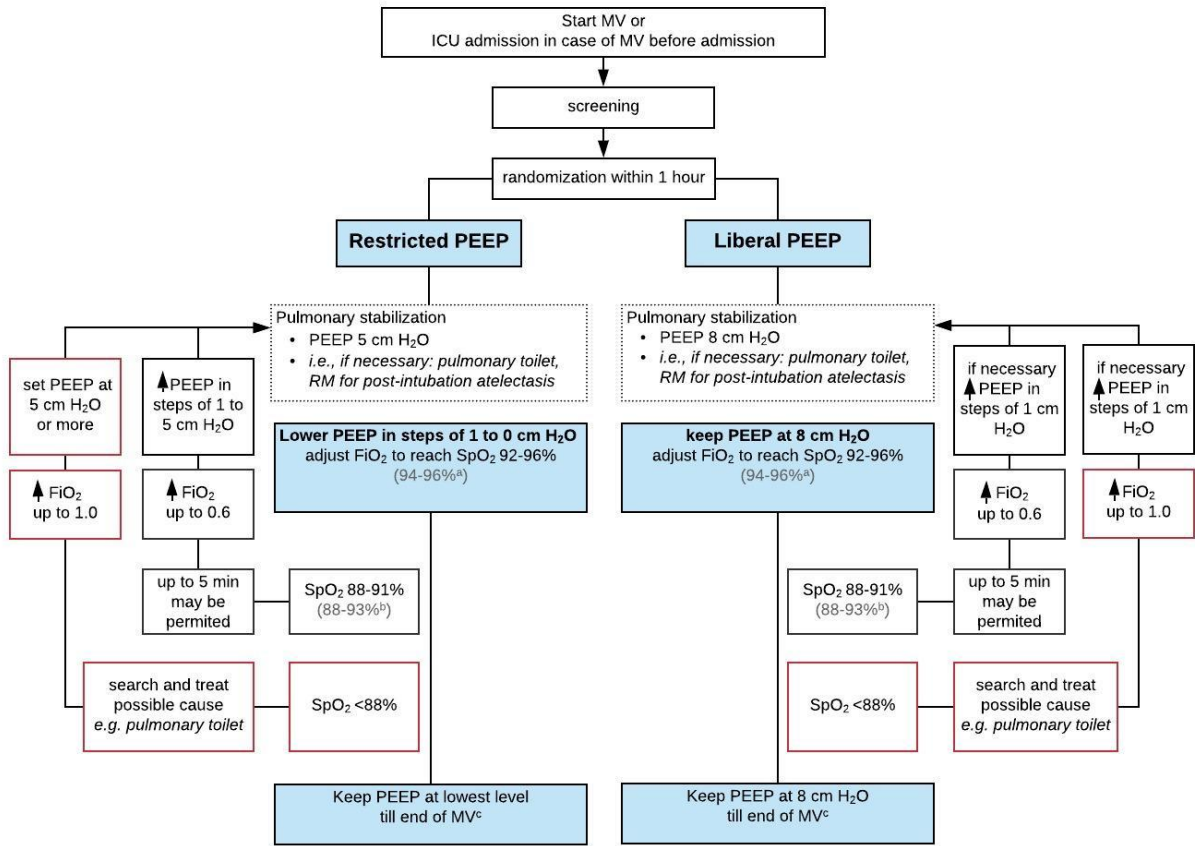 Start MV or
ICU admission in case of MV before admission
screening
randomization within 1 hour
Restricted PEEP
Liberal PEEP
Pulmonary stabilization
• PEEP 5 cm H₂O
• i.e., if necessary: pulmonary toilet,
RM for post-intubation atelectasis
Pulmonary stabilization
• PEEP 8 cm H₂O
• i.e., if necessary: pulmonary toilet,
RM for post-intubation atelectasis
set PEEP at
5 cm H₂O
or more
PEEP in
steps of 1 to
5 cm H₂O
if necessary
PEEP in
steps of 1 cm
H₂O
if necessary
PEEP in
steps of 1 cm
H₂O
Lower PEEP in steps of 1 to 0 cm H₂O
adjust FiO₂ to reach SpO₂ 92-96%
(94-96%ᵃ)
keep PEEP at 8 cm H₂O
adjust FiO₂ to reach SpO₂ 92-96%
(94-96%ᵃ)
FiO₂
up to 1.0
FiO₂
up to 0.6
FiO₂
up to 0.6
FiO₂
up to 1.0
up to 5 min
may be
permitted
SpO₂ 88-91%
(88-93%ᵇ)
SpO₂ 88-91%
(88-93%ᵇ)
up to 5 min
may be
permitted
search and treat
possible cause
e.g. pulmonary toilet
SpO₂ <88%
SpO₂ <88%
search and treat
possible cause
e.g. pulmonary toilet
Keep PEEP at lowest level
till end of MVᶜ
Keep PEEP at 8 cm H₂O
till end of MVᶜ